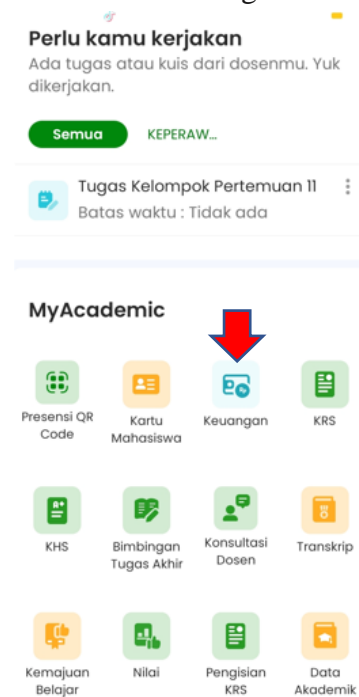 Perlu kamu kerjakan
Ada tugas atau kuis dari dosenmu. Yuk
dikerjakan.
Semua KEPERAW...
Tugas Kelompok Pertemuan 11
Batas waktu : Tidak ada
MyAcademic
Presensi QR Code
Kartu Mahasiswa
Keuangan
KRS
KHS
Bimbingan Tugas Akhir
Konsultasi Dosen
Transkrip
Kemajuan Belajar
Nilai
Pengisian KRS
Data Akademik